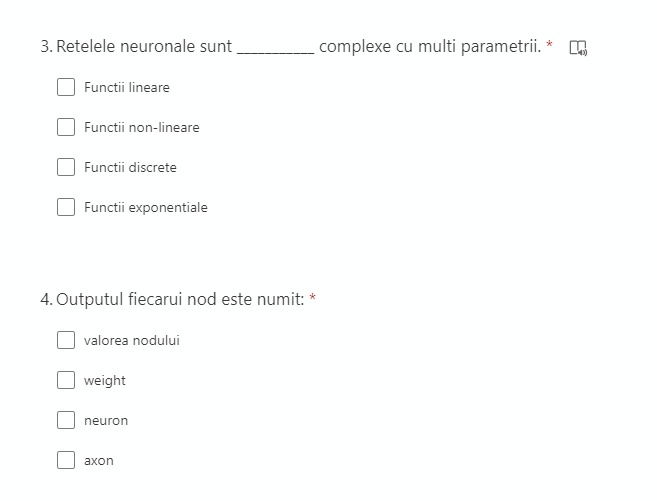 3. Retelele neuronale sunt ___________ complexe cu multi parametrii. *
Functii lineare
Functii non-lineare
Functii discrete
Functii exponentiale
4. Outputul fiecarui nod este numit: *
valorea nodului
weight
neuron
axon